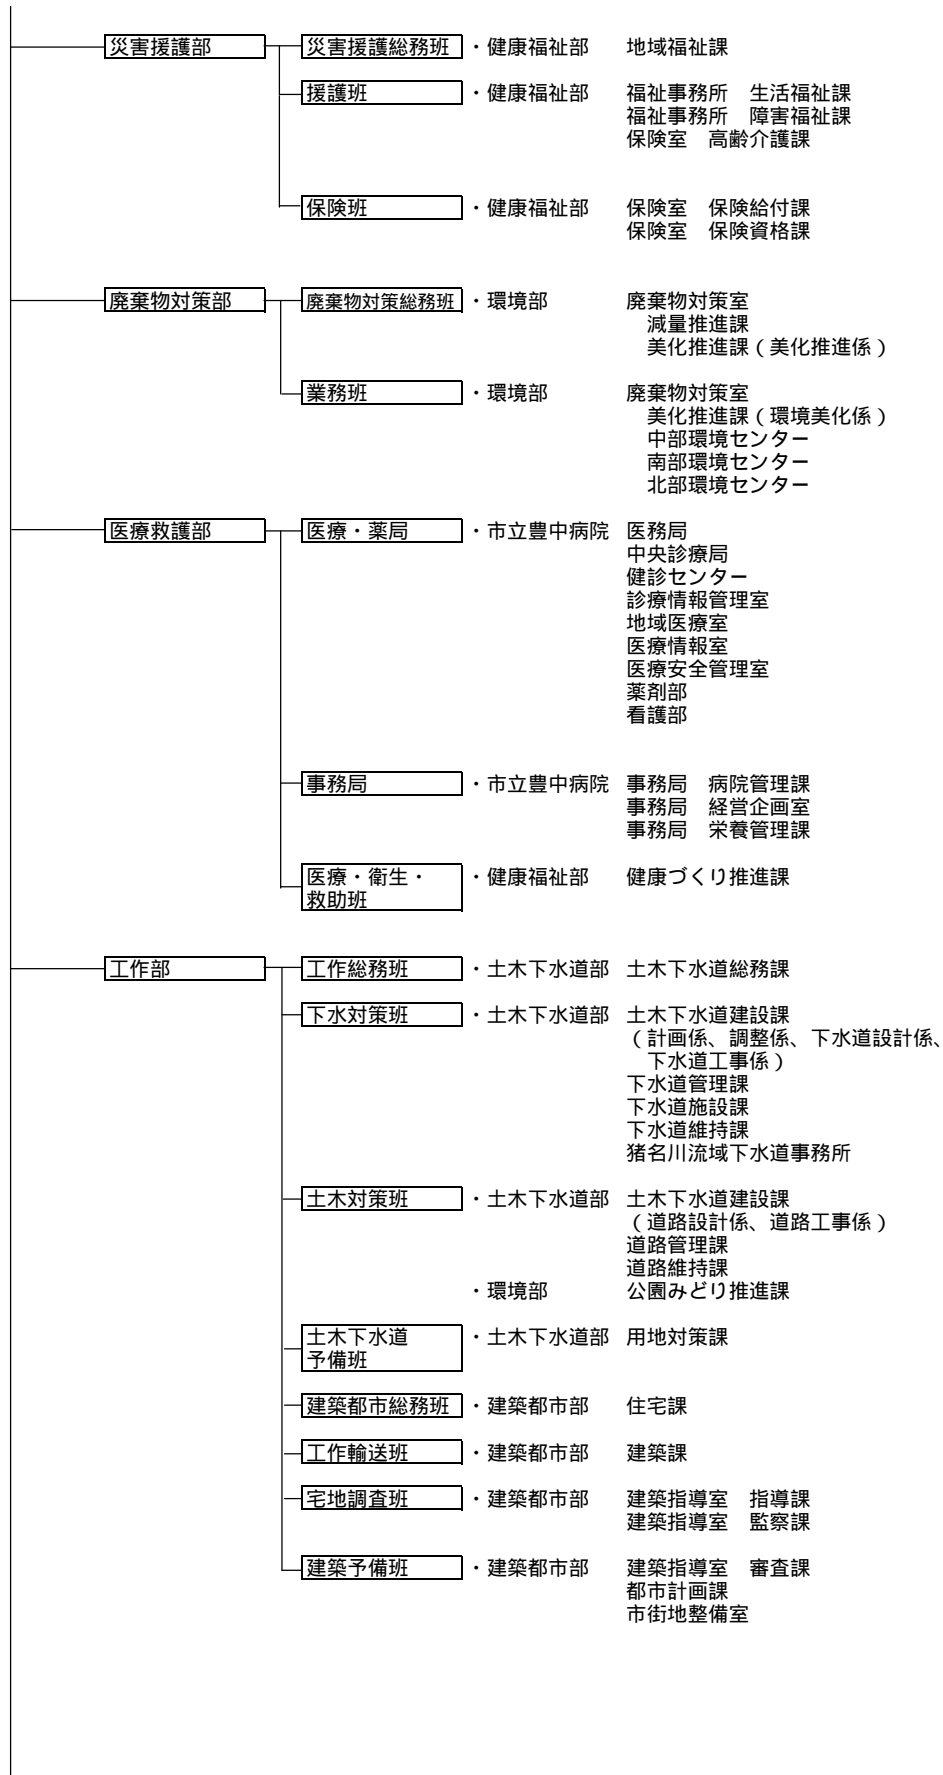 災害援護部 災害援護総務班 ・健康福祉部 地域福祉課
援護班 ・健康福祉部 福祉事務所 生活福祉課
福祉事務所 障害福祉課
保険室 高齢介護課
保険班 ・健康福祉部 保険室 保険給付課
保険室 保険資格課
廃棄物対策部 廃棄物対策総務班 ・環境部 廃棄物対策室
減量推進課
美化推進課(美化推進係)
業務班 ・環境部 廃棄物対策室
美化推進課(環境美化係)
中部環境センター
南部環境センター
北部環境センター
医療救護部 医療・薬局 ・市立豊中病院 医務局
中央診療局
健診センター
診療情報管理室
地域医療室
医療情報室
医療安全管理室
薬剤部
看護部
事務局 ・市立豊中病院 事務局 病院管理課
事務局 経営企画室
事務局 栄養管理課
医療・衛生・ ・健康福祉部 健康づくり推進課
救助班
工作部 工作総務班 ・土木下水道部 土木下水道総務課
下水対策班 ・土木下水道部 土木下水道建設課
(計画係、調整係、下水道設計係、
下水道工事係)
下水道管理課
下水道施設課
下水道維持課
猪名川流域下水道事務所
土木対策班 ・土木下水道部 土木下水道建設課
(道路設計係、道路工事係)
道路管理課
道路維持課
・環境部 公園みどり推進課
土木下水道 ・土木下水道部 用地対策課
予備班
建築都市総務班 ・建築都市部 住宅課
工作輸送班 ・建築都市部 建築課
宅地調査班 ・建築都市部 建築指導室 指導課
建築指導室 監察課
建築予備班 ・建築都市部 建築指導室 審査課
都市計画課
市街地整備室